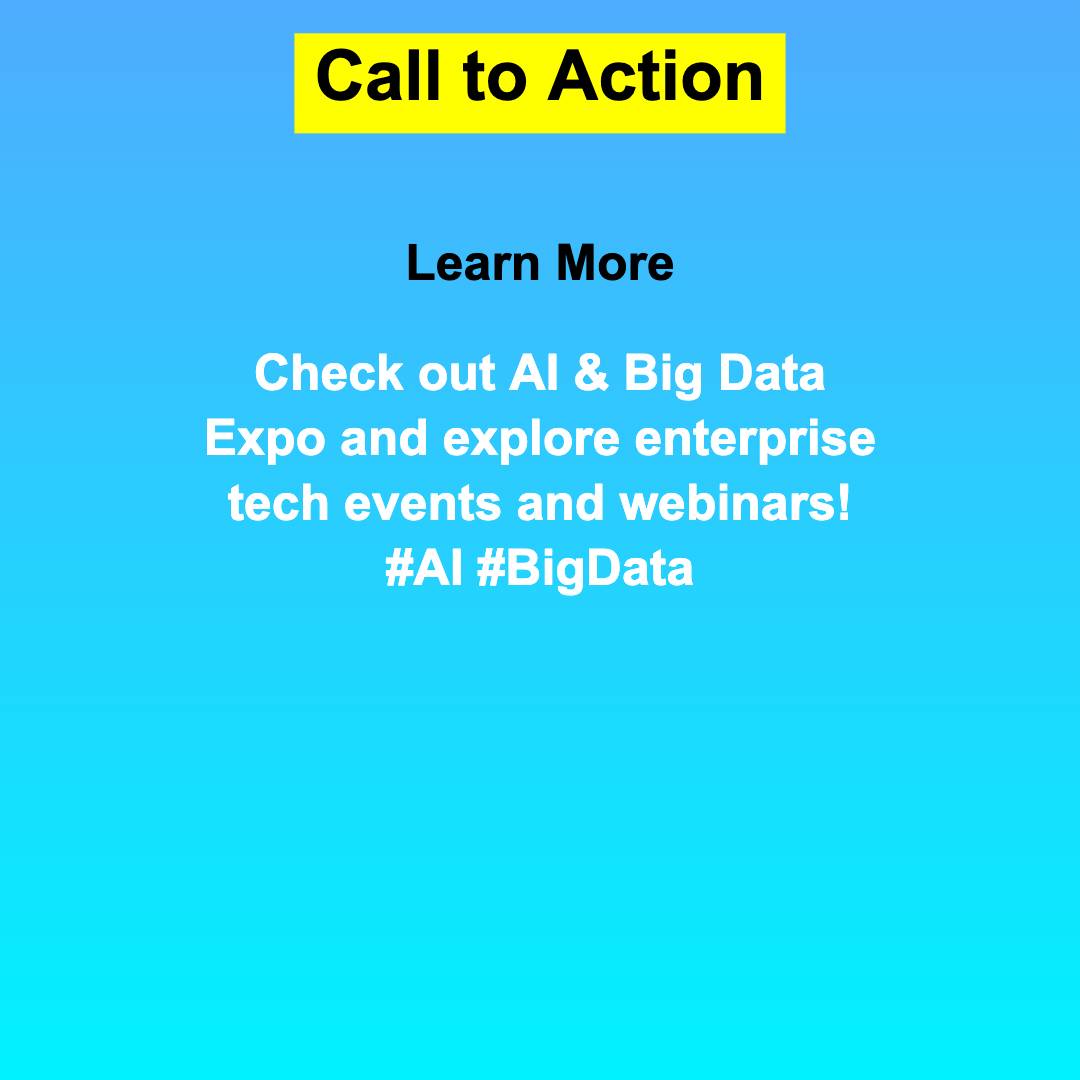 Call to Action
Learn More
Check out AI & Big Data
Expo and explore enterprise
tech events and webinars!
#AI #BigData